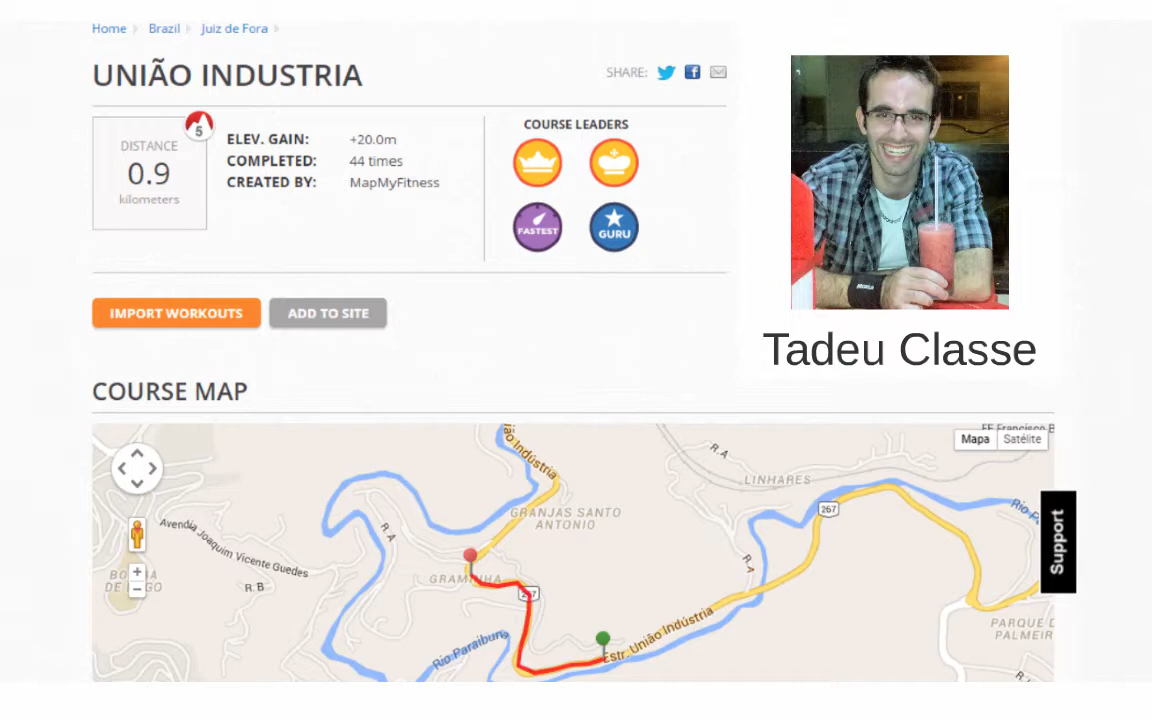 Home Brazil Juiz de Fora
UNIÃO INDUSTRIA
SHARE:
5
DISTANCE
0.9
kilometers
ELEV. GAIN: +20.0m
COMPLETED: 44 times
CREATED BY: MapMyFitness
COURSE LEADERS
FASTEST
GURU
IMPORT WORKOUTS
ADD TO SITE
Tadeu Classe
COURSE MAP
Mapa Satélite
Indústria
R.A
LINHARES
GRANJAS SANTO
ANTONIO
267
Rio
Avenida Joaquim Vicente Guedes
R. A
R. B
R. A
Support
Estr. União Indústria
Rio Paraibuna